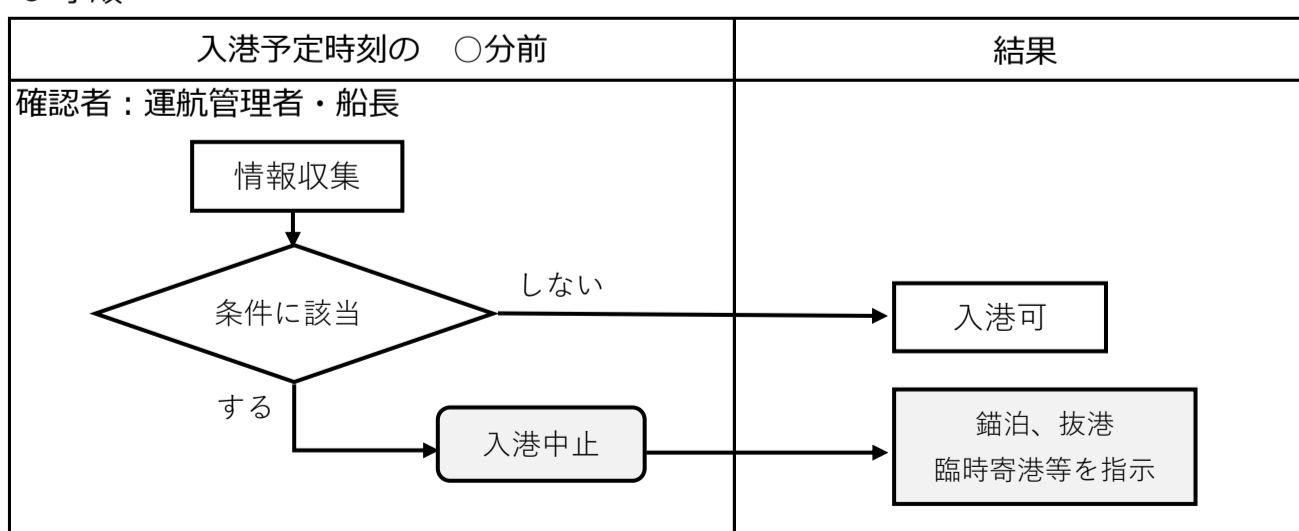 入港予定時刻の　○分前
結果
確認者：運航管理者・船長
情報収集
条件に該当
しない
入港可
する
入港中止
錨泊、抜港
臨時寄港等を指示